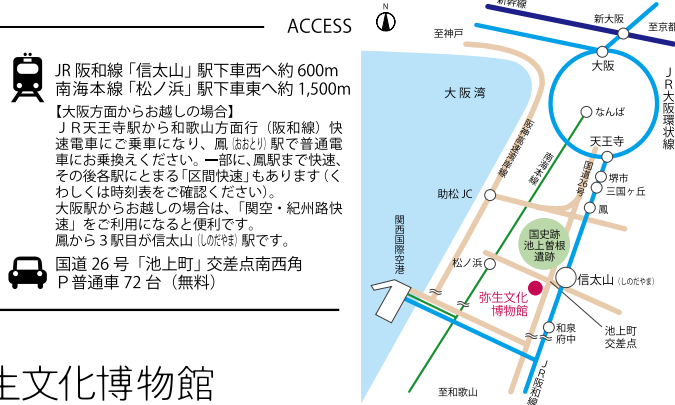 ACCESS
JR 阪和線「信太山」駅下車西へ約 600m
南海本線「松ノ浜」駅下車東へ約 1,500m
【大阪方面からお越しの場合】
ＪＲ天王寺駅から和歌山方面行（阪和線）快
速電車にご乗車になり、鳳（おおとり）駅で普通電
車にお乗換えください。一部に、鳳駅まで快速、
その後各駅にとまる「区間快速」もあります（く
わしくは時刻表をご確認ください）。
大阪駅からお越しの場合は、「関空・紀州路快
速」をご利用になると便利です。
鳳から３駅目が信太山（しのだやま）駅です。
国道 26 号「池上町」交差点南西角
Ｐ普通車 72 台（無料）
生文化博物館
N
新幹線
新大阪
至京都
至神戸
大阪
大阪湾
ＪＲ大阪環状線
なんば
阪神高速湾岸線
南海本線
天王寺
国道26号
堺市
三国ヶ丘
助松 JC
鳳
関西国際空港
国史跡
池上曽根
遺跡
松ノ浜
信太山（しのだやま）
弥生文化
博物館
和泉
府中
池上町
交差点
ＪＲ阪和線
至和歌山